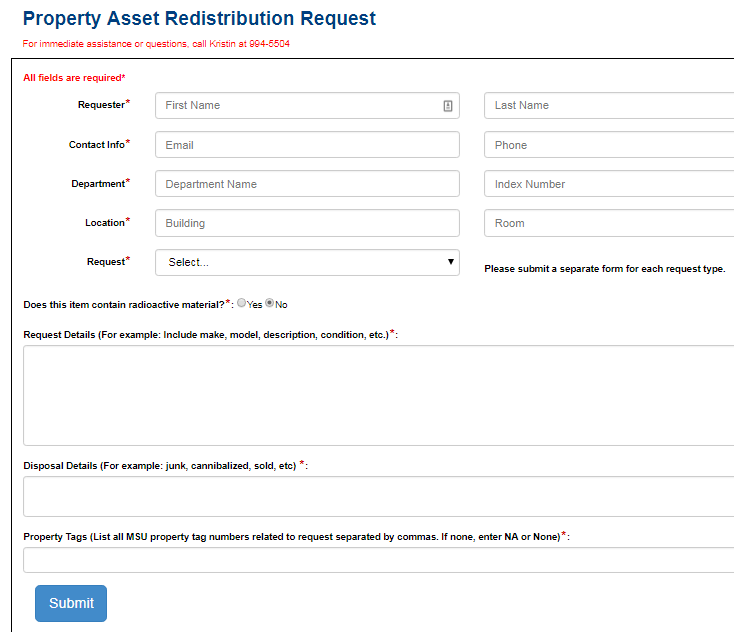 Property Asset Redistribution Request
For immediate assistance or questions, call Kristin at 994-5504
All fields are required*
Requester* First Name Last Name
Contact Info* Email Phone
Department* Department Name Index Number
Location* Building Room
Request* Select... Please submit a separate form for each request type.
Does this item contain radioactive material?*: Yes No
Request Details (For example: Include make, model, description, condition, etc.)*:
Disposal Details (For example: junk, cannibalized, sold, etc) *:
Property Tags (List all MSU property tag numbers related to request separated by commas. If none, enter NA or None)*:
Submit